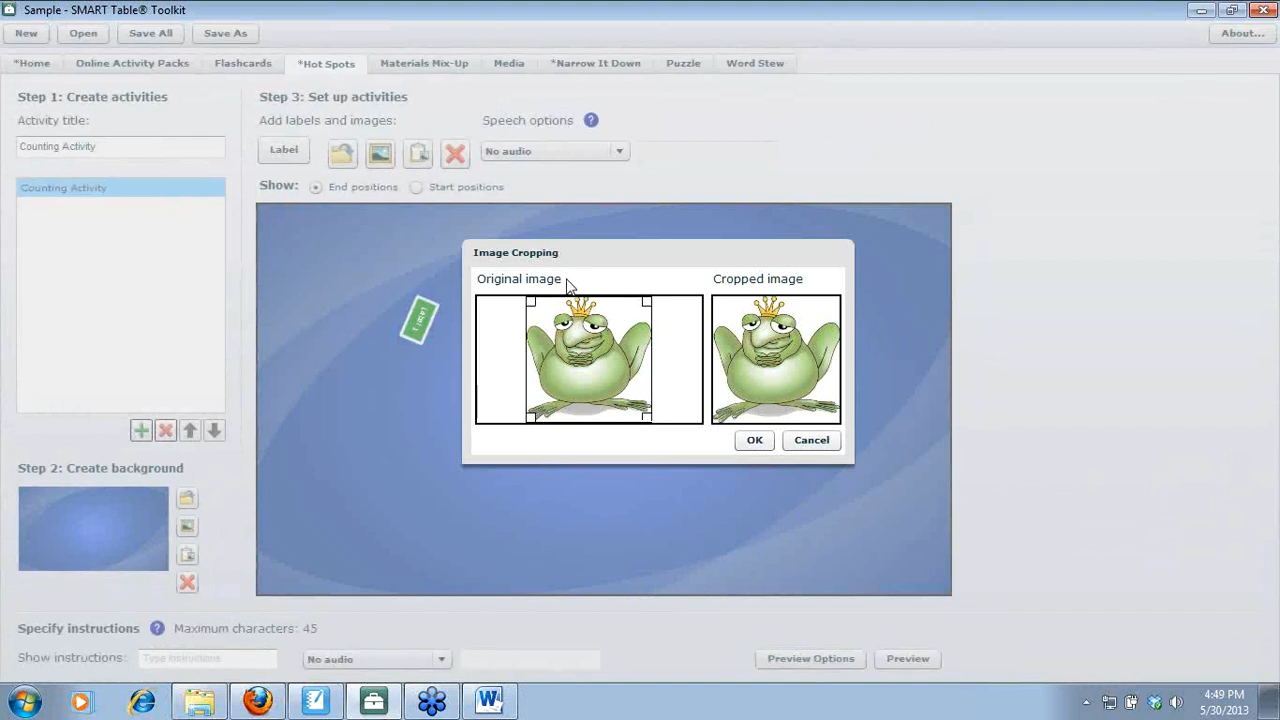 Sample - SMART Table® Toolkit
New Open Save All Save As About...
*Home Online Activity Packs Flashcards *Hot Spots Materials Mix-Up Media *Narrow It Down Puzzle Word Stew
Step 1: Create activities
Activity title:
Counting Activity
Counting Activity
Step 2: Create background
Step 3: Set up activities
Add labels and images:
Speech options ?
Label
No audio
Show: End positions Start positions
Label 1
Image Cropping
Original image Cropped image
OK Cancel
Specify instructions ? Maximum characters: 45
Show instructions: Type instructions No audio Preview Options Preview
4:49 PM
5/30/2013